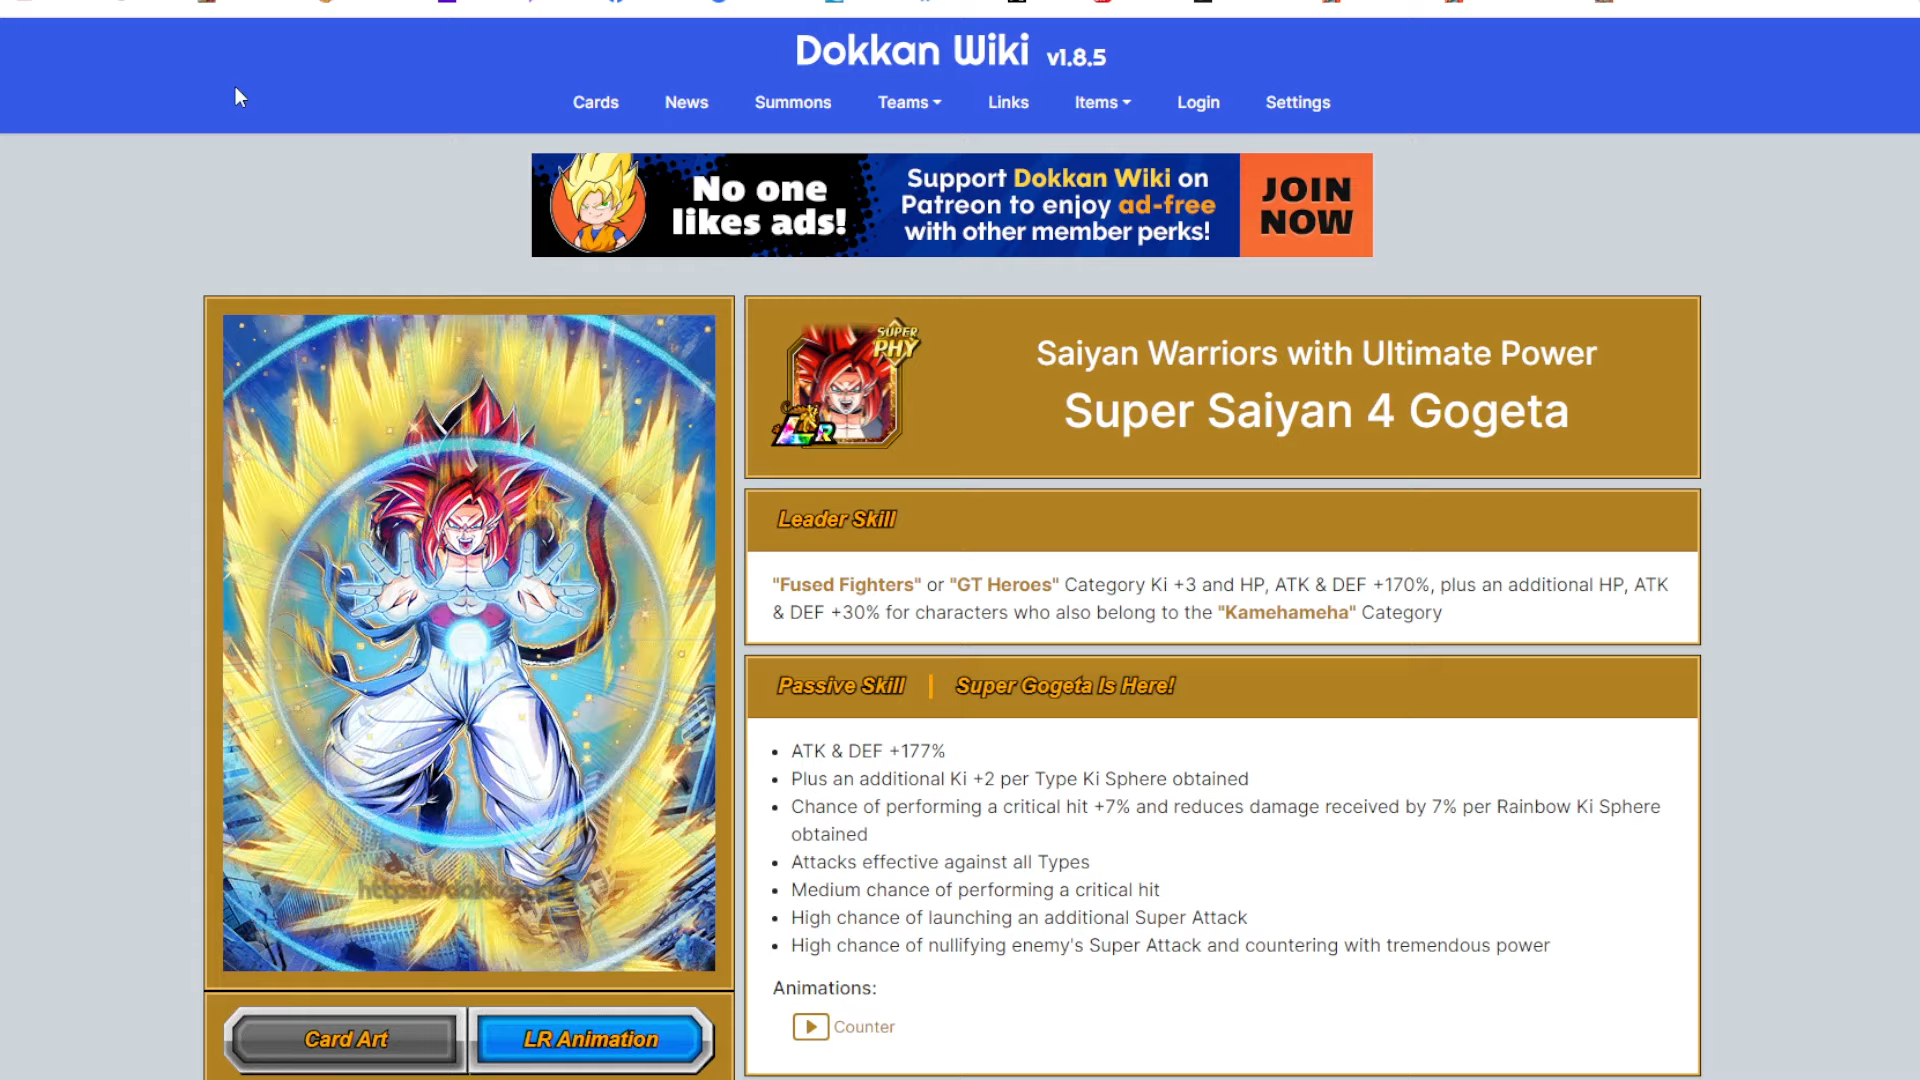 Dokkan Wiki v1.8.5
Cards News Summons Teams Links Items Login Settings
No one
likes ads!
Support Dokkan Wiki on
Patreon to enjoy ad-free
with other member perks!
JOIN
NOW
SUPER
PHY
LR
Saiyan Warriors with Ultimate Power
Super Saiyan 4 Gogeta
Leader Skill
"Fused Fighters" or "GT Heroes" Category Ki +3 and HP, ATK & DEF +170%, plus an additional HP, ATK
& DEF +30% for characters who also belong to the "Kamehameha" Category
Passive Skill | Super Gogeta Is Here!
• ATK & DEF +177%
• Plus an additional Ki +2 per Type Ki Sphere obtained
• Chance of performing a critical hit +7% and reduces damage received by 7% per Rainbow Ki Sphere
obtained
• Attacks effective against all Types
• Medium chance of performing a critical hit
• High chance of launching an additional Super Attack
• High chance of nullifying enemy's Super Attack and countering with tremendous power
Animations:
Counter
Card Art
LR Animation